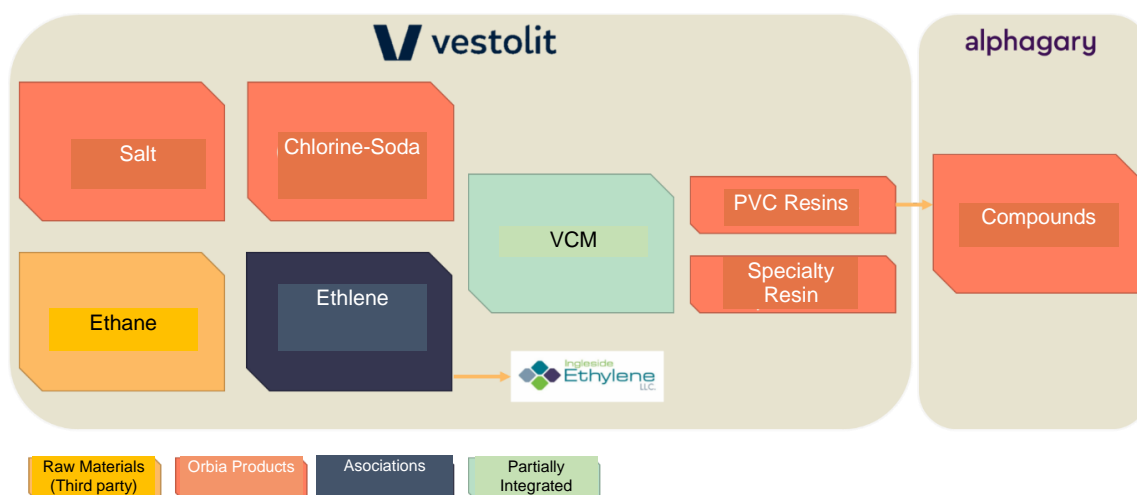 vestolit
alphagary
Salt
Chlorine-Soda
VCM
PVC Resins
Specialty
Resin
Compounds
Ethane
Ethlene
Ingleside
Ethylene
LLC.
Raw Materials
(Third party)
Orbia Products
Asociations
Partially
Integrated